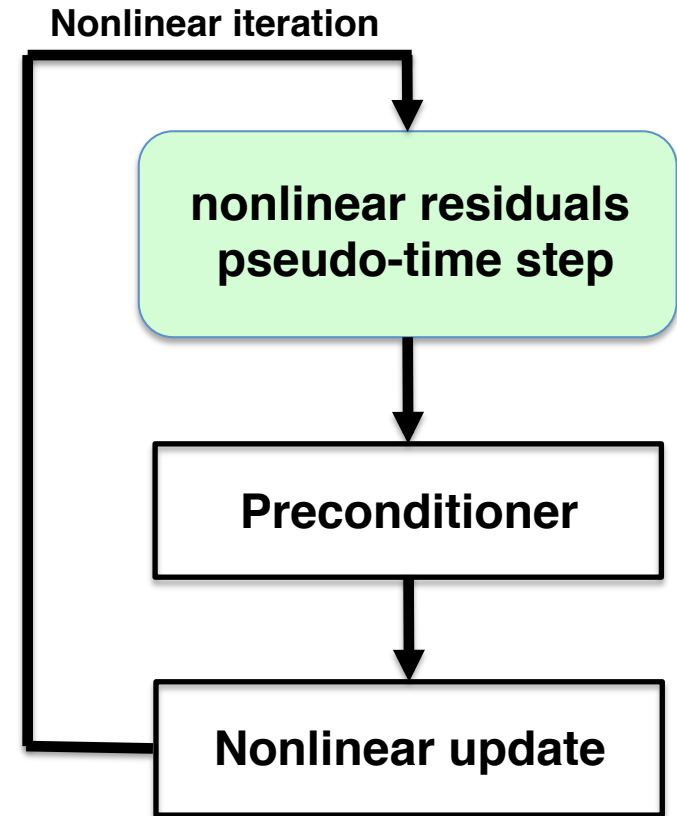 Nonlinear iteration
nonlinear residuals
pseudo-time step
Preconditioner
Nonlinear update